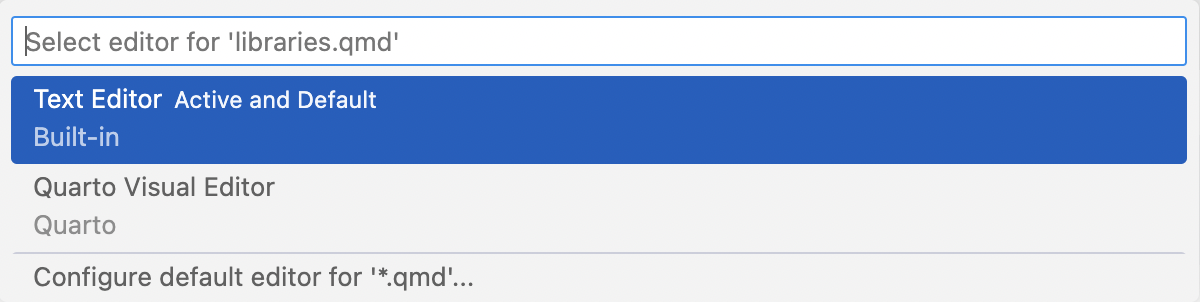 Select editor for 'libraries.qmd'
Text Editor Active and Default
Built-in
Quarto Visual Editor
Quarto
Configure default editor for '*.qmd'...